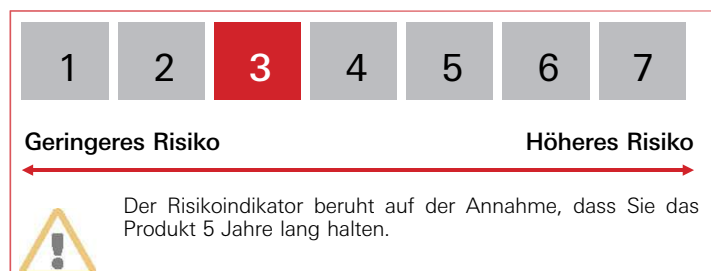 1 2 3 4 5 6 7
Geringeres Risiko Höheres Risiko
Der Risikoindikator beruht auf der Annahme, dass Sie das
Produkt 5 Jahre lang halten.
!